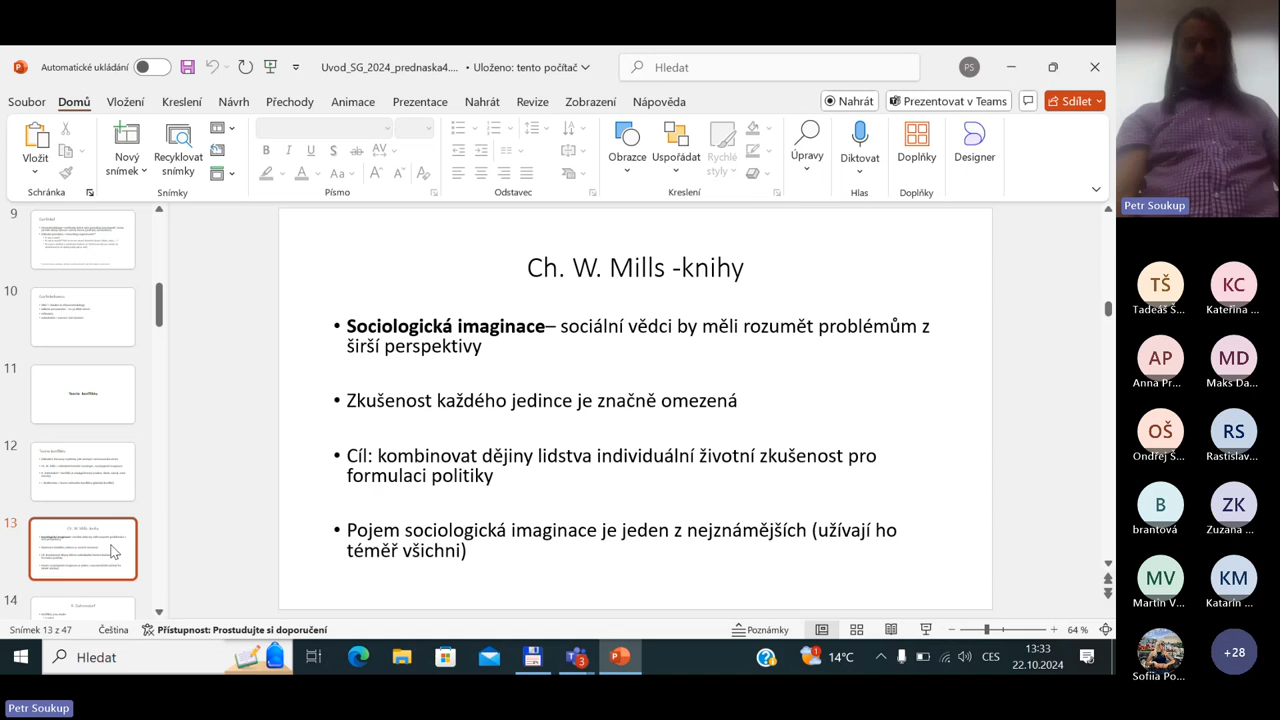 Automatické ukládání
Uvod_SG_2024_prednaska4.... • Uloženo: tento počítač
Hledat
PS
Soubor Domů Vložení Kreslení Návrh Přechody Animace Prezentace Nahrát Revize Zobrazení Nápověda
Nahrát Prezentovat v Teams Sdílet
Vložit
Nový snímek
Recyklovat snímky
Obrazce
Uspořádat
Rychlé styly
Úpravy
Diktovat
Doplňky
Designer
Schránka Snímky Písmo Odstavec Kreslení Hlas Doplňky
9
10
11
Teorie konfliktu
12
13
14
Ch. W. Mills -knihy
• Sociologická imaginace– sociální vědci by měli rozumět problémům z
širší perspektivy
• Zkušenost každého jedince je značně omezená
• Cíl: kombinovat dějiny lidstva individuální životní zkušenost pro
formulaci politiky
• Pojem sociologická imaginace je jeden z nejznámějších (užívají ho
téměř všichni)
Snímek 13 z 47 Čeština Přístupnost: Prostudujte si doporučení
Poznámky
64 %
Hledat
3
1
14°C
CES
13:33
22.10.2024
Petr Soukup
TŠ KC
Tadeáš Š... Kateřina ...
AP MD
Anna Pr... Maks Da...
OŠ RS
Ondřej Š... Rastislav...
B ZK
brantová Zuzana ...
MV KM
Martin V... Katarín ...
Sofiia Po...
+28
Petr Soukup